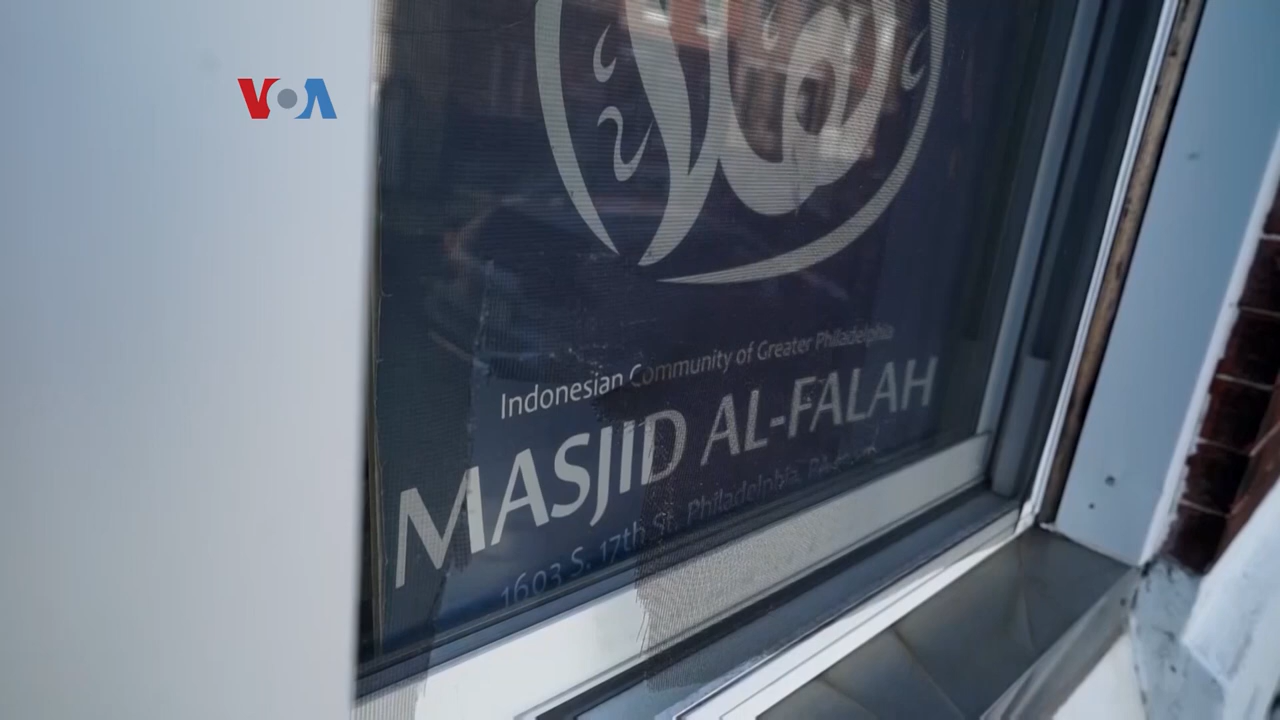 VOA
Indonesian Community of Greater Philadelphia
MASJID AL-FALAH
1603 S. 17th St. Philadelphia, PA